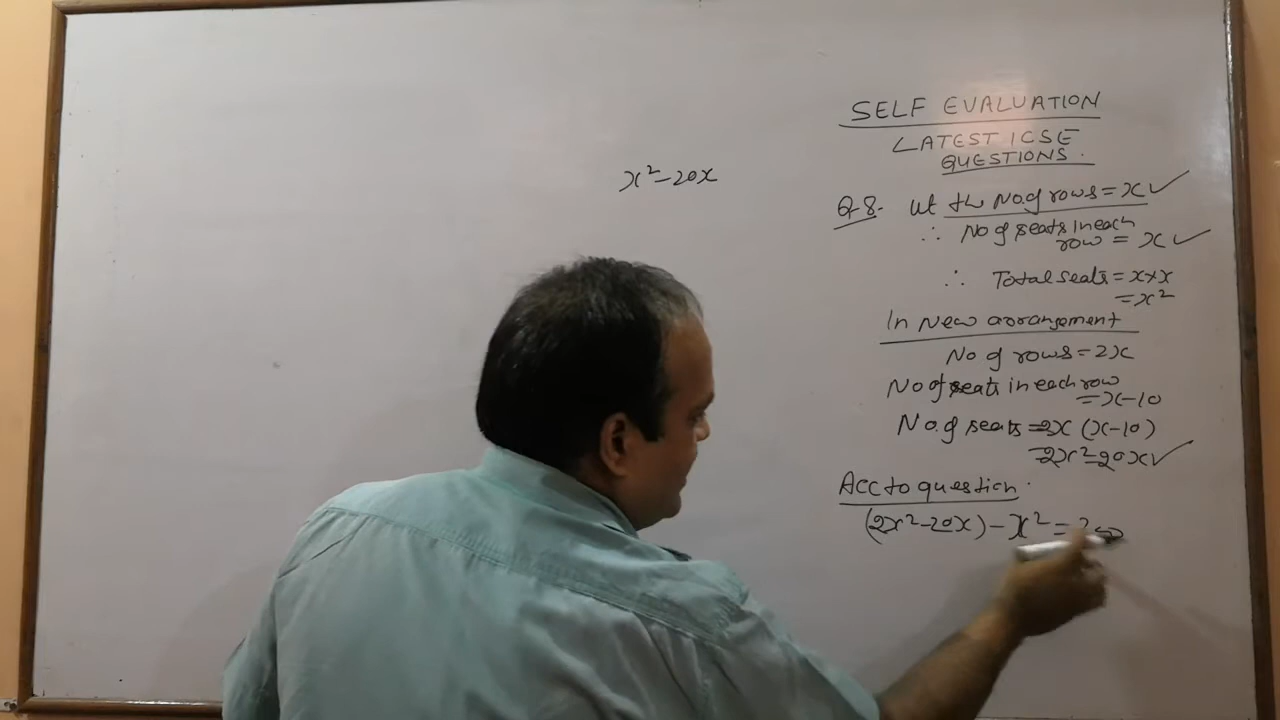 SELF EVALUATION
LATEST ICSE
QUESTIONS.
x²-20x
Q-8. Let the No.of rows = x ✓
∴ No of seats in each
row = x ✓
∴ Total seats = x×x
= x²
In New arrangement
No of rows = 2x
No of seats in each row
= x-10
No.of seats = 2x (x-10)
= 2x²-20x ✓
Acc to question.
(2x²-20x) - x² =